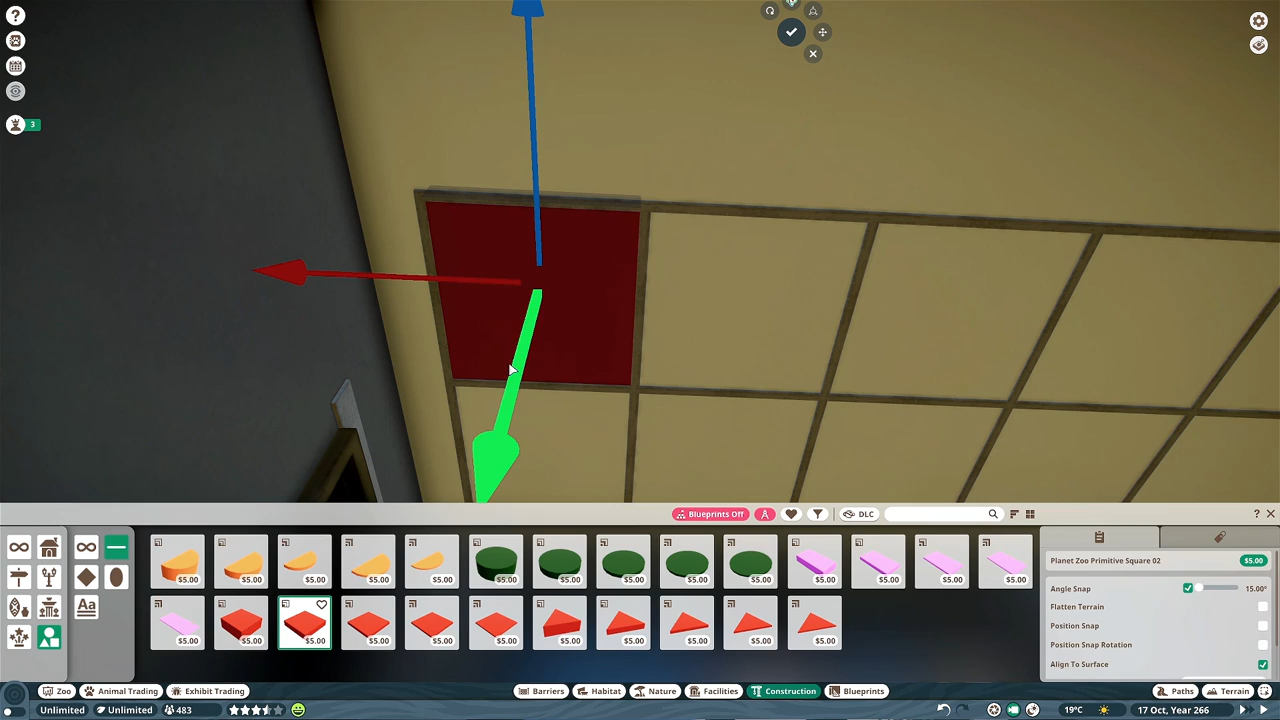 ?
3
Blueprints Off
DLC
?
$5.00 $5.00 $5.00 $5.00 $5.00 $5.00 $5.00 $5.00 $5.00 $5.00 $5.00 $5.00 $5.00 $5.00
Aa
$5.00 $5.00 $5.00 $5.00 $5.00 $5.00 $5.00 $5.00 $5.00 $5.00 $5.00
Planet Zoo Primitive Square 02 $5.00
Angle Snap 15.00°
Flatten Terrain
Position Snap
Position Snap Rotation
Align To Surface
Zoo Animal Trading Exhibit Trading Barriers Habitat Nature Facilities Construction Blueprints Paths Terrain
Unlimited Unlimited 483 19°C 17 Oct, Year 266